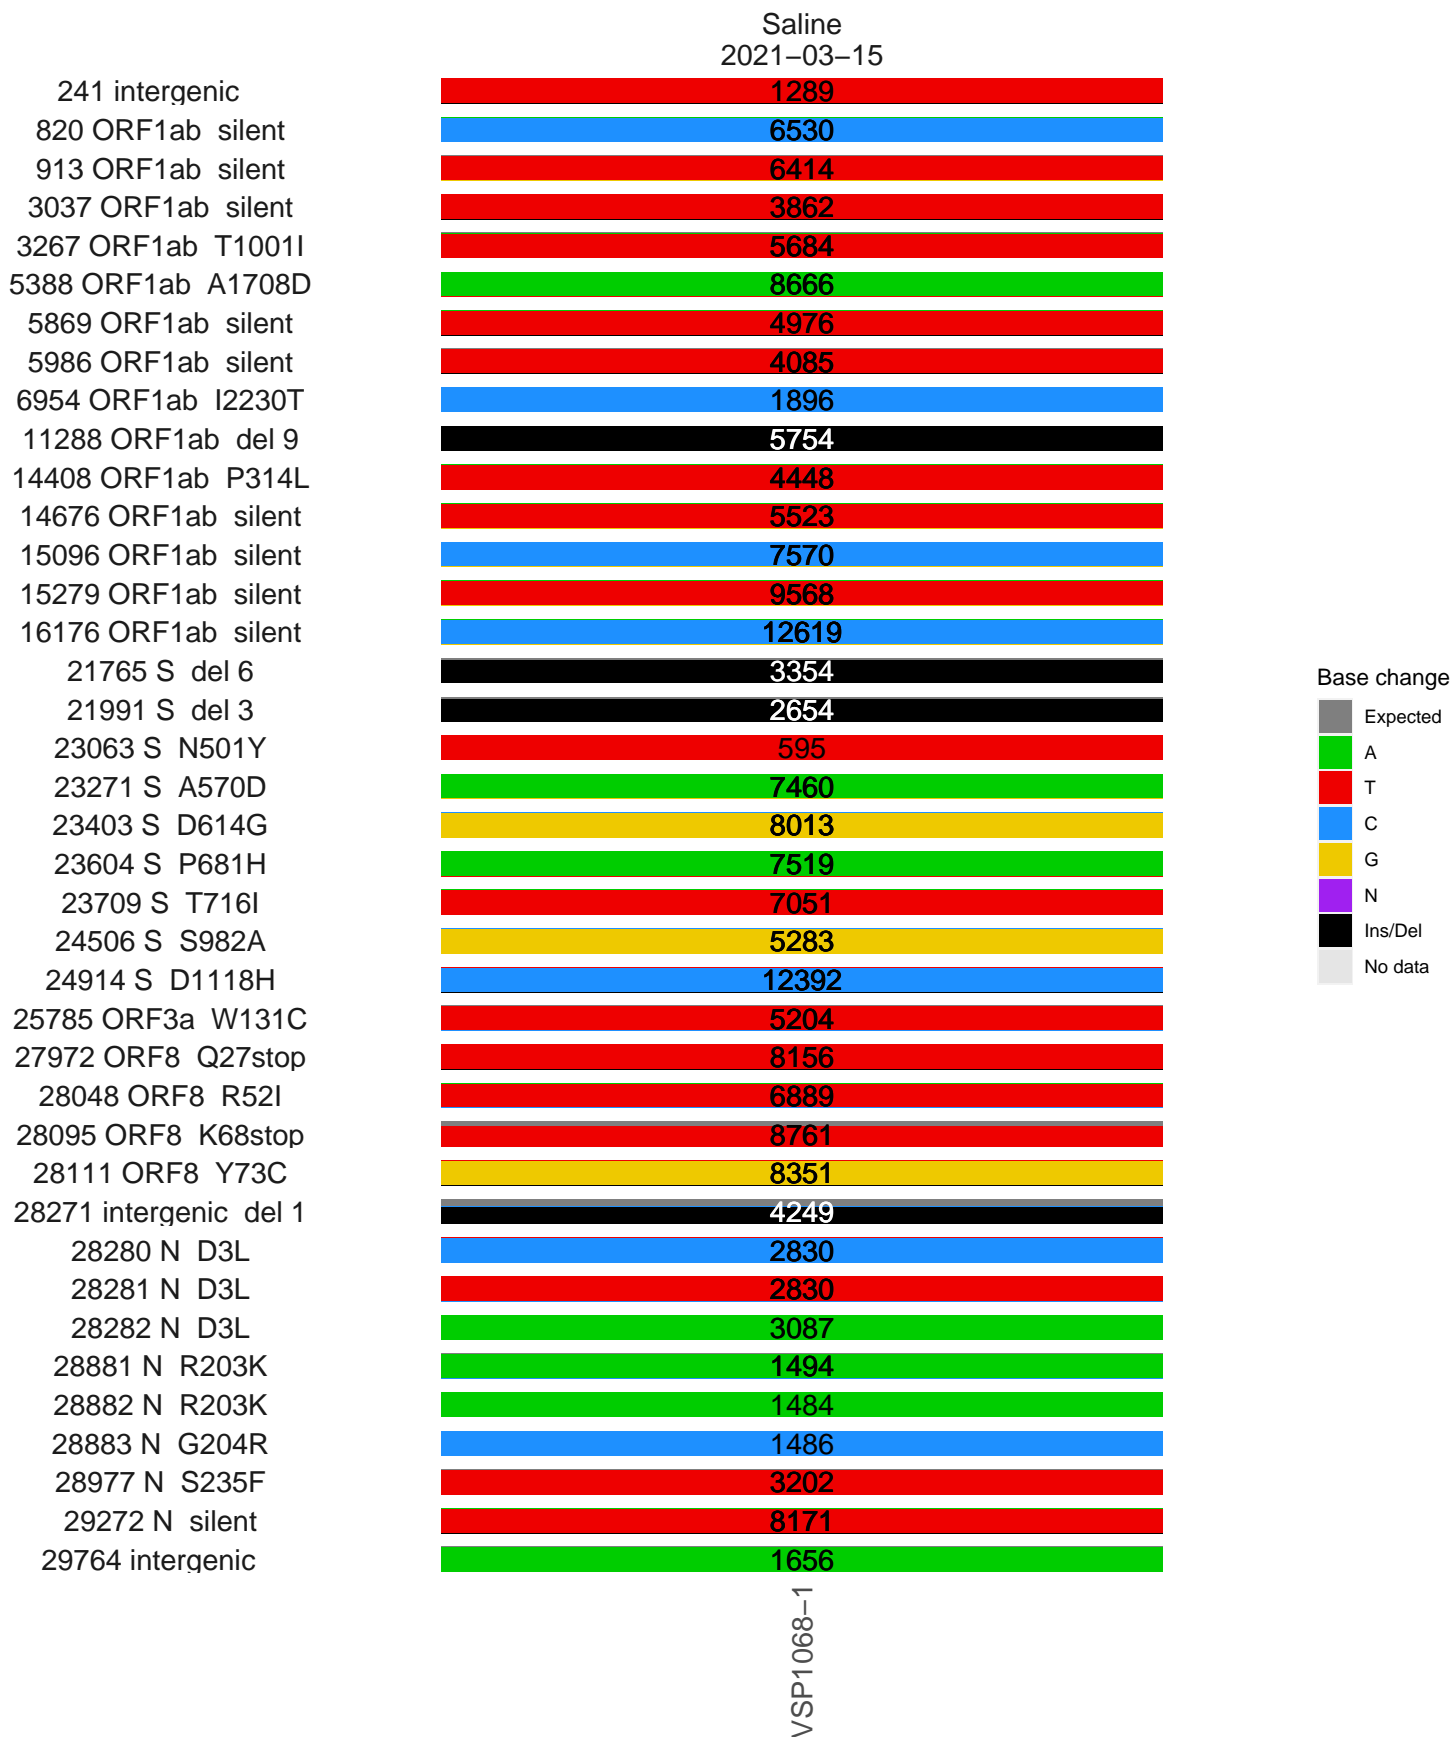 Saline
2021−03−15
241 intergenic 1289
820 ORF1ab silent 6530
913 ORF1ab silent 6414
3037 ORF1ab silent 3862
3267 ORF1ab T1001I 5684
5388 ORF1ab A1708D 8666
5869 ORF1ab silent 4976
5986 ORF1ab silent 4085
6954 ORF1ab I2230T 1896
11288 ORF1ab del 9 5754
14408 ORF1ab P314L 4448
14676 ORF1ab silent 5523
15096 ORF1ab silent 7570
15279 ORF1ab silent 9568
16176 ORF1ab silent 12619
21765 S del 6 3354
21991 S del 3 2654
23063 S N501Y 595
23271 S A570D 7460
23403 S D614G 8013
23604 S P681H 7519
23709 S T716I 7051
24506 S S982A 5283
24914 S D1118H 12392
25785 ORF3a W131C 5204
27972 ORF8 Q27stop 8156
28048 ORF8 R52I 6889
28095 ORF8 K68stop 8761
28111 ORF8 Y73C 8351
28271 intergenic del 1 4249
28280 N D3L 2830
28281 N D3L 2830
28282 N D3L 3087
28881 N R203K 1494
28882 N R203K 1484
28883 N G204R 1486
28977 N S235F 3202
29272 N silent 8171
29764 intergenic 1656
VSP1068−1
Base change
Expected
A
T
C
G
N
Ins/Del
No data